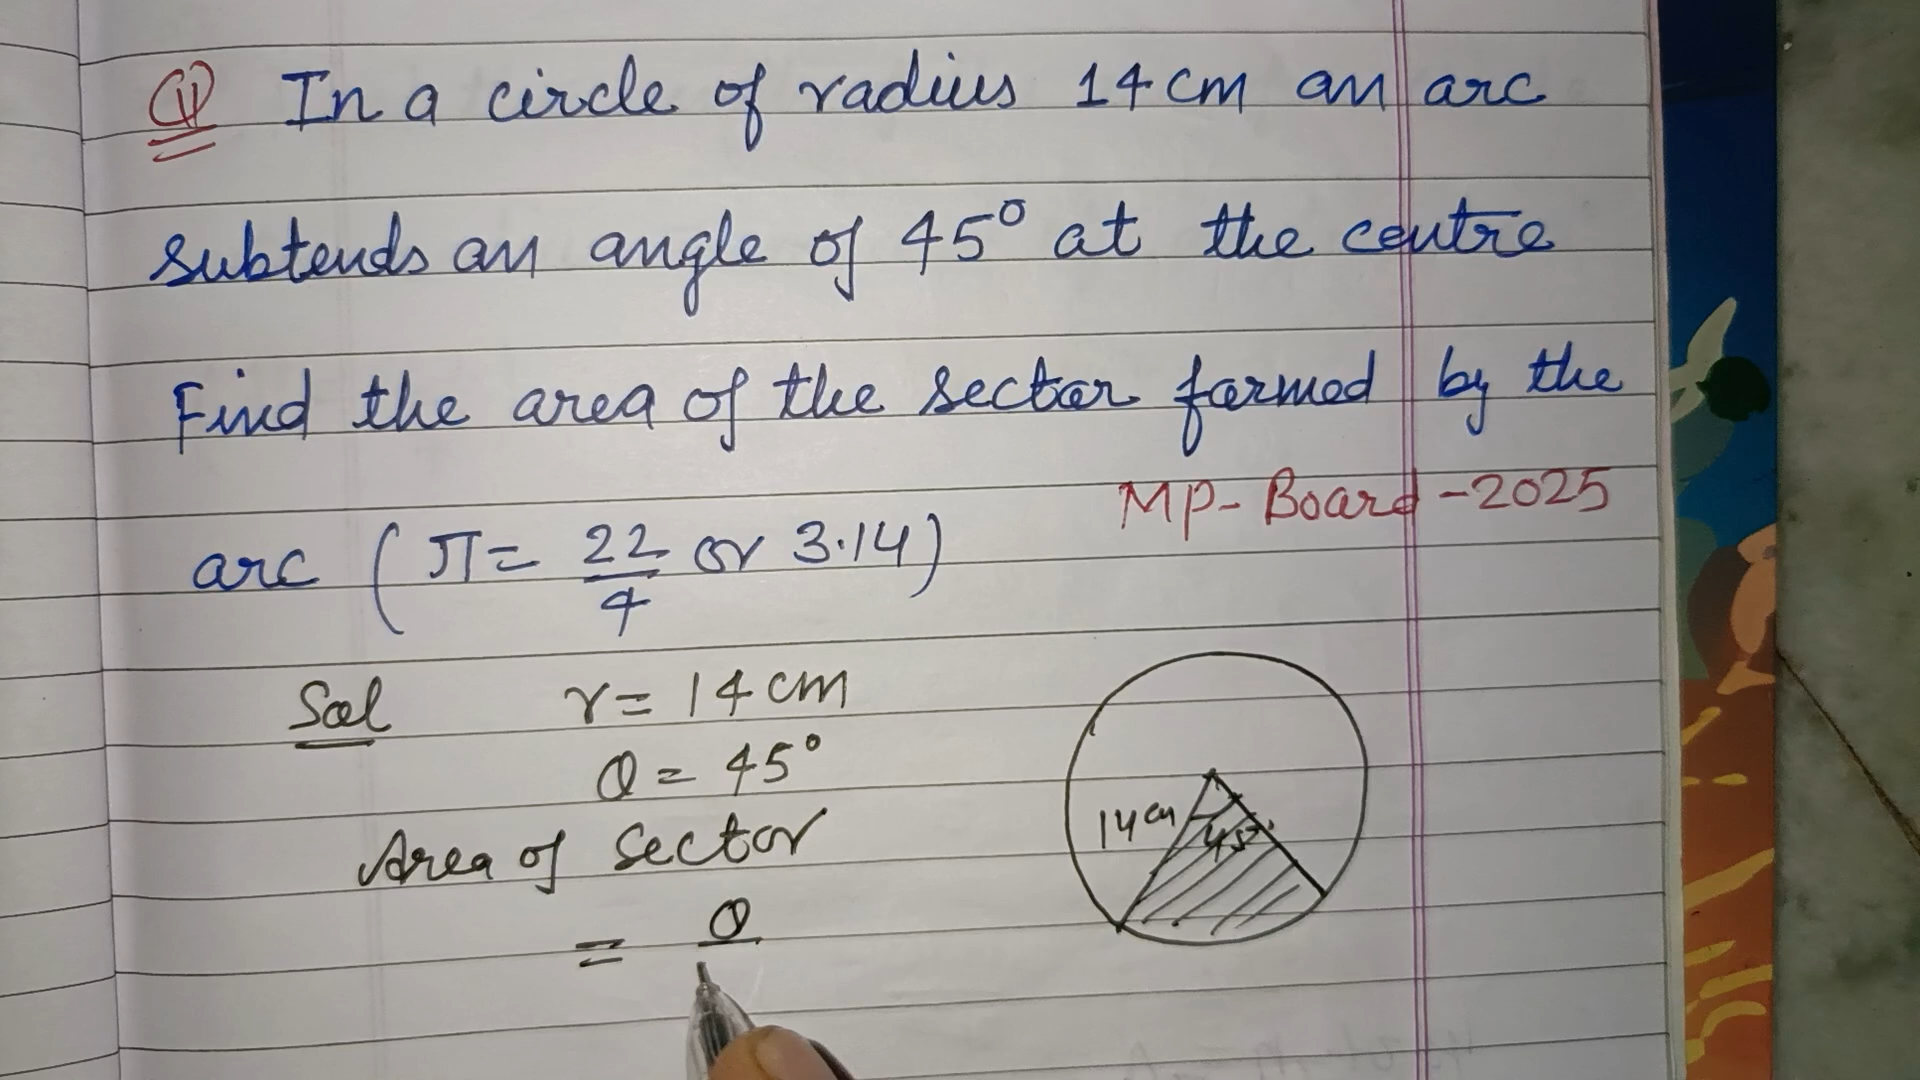 Q In a circle of radius 14 cm an arc
subtends an angle of 45° at the centre
Find the area of the sector formed by the
MP-Board-2025
arc (π = 22/4 or 3.14)
Sol r = 14 cm
θ = 45°
Area of sector
= θ
14 cm
45°